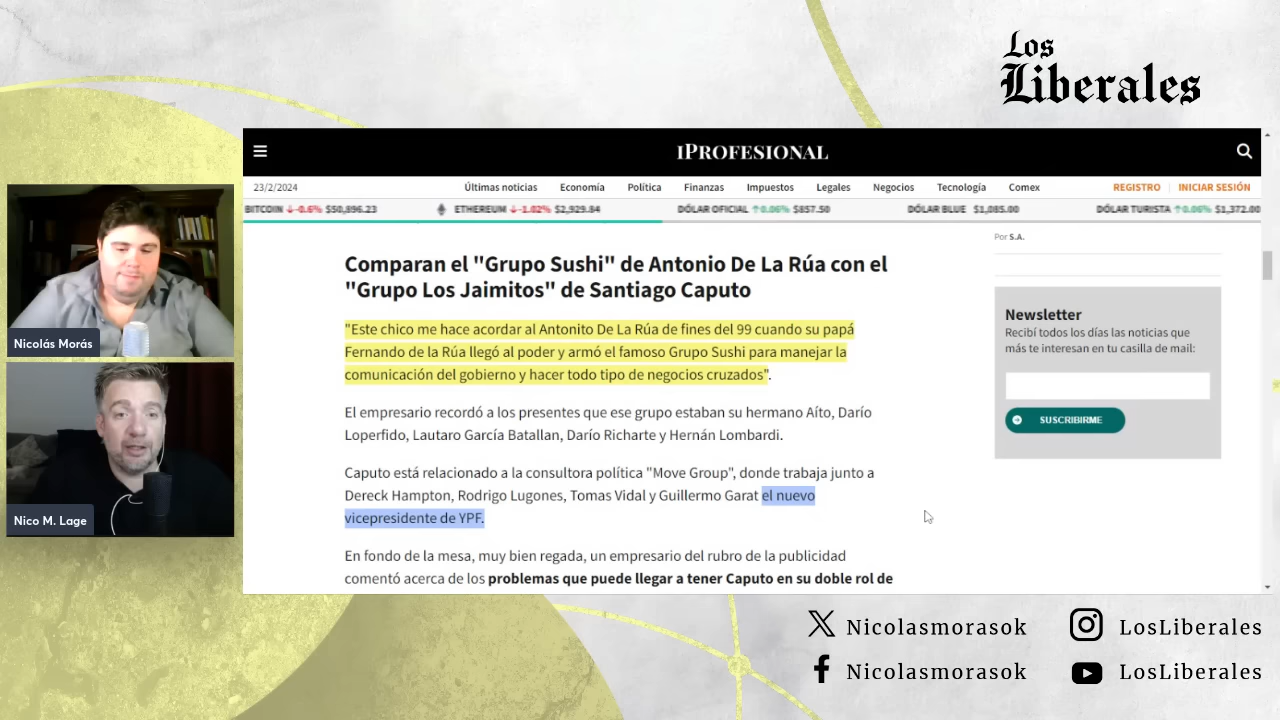 Los
Liberales
IPROFESIONAL
23/2/2024
Últimas noticias Economía Política Finanzas Impuestos Legales Negocios Tecnología Comex REGISTRO INICIAR SESIÓN
BITCOIN ↓-0.6% $50,896.23 ETHEREUM ↓-1.02% $2,929.84 DÓLAR OFICIAL ↑0.06% $857.50 DÓLAR BLUE $1,085.00 DÓLAR TURISTA ↑0.06% $1,372.00
Por S.A.
Comparan el "Grupo Sushi" de Antonio De La Rúa con el
"Grupo Los Jaimitos" de Santiago Caputo
"Este chico me hace acordar al Antonito De La Rúa de fines del 99 cuando su papá
Fernando de la Rúa llegó al poder y armó el famoso Grupo Sushi para manejar la
comunicación del gobierno y hacer todo tipo de negocios cruzados".
El empresario recordó a los presentes que ese grupo estaban su hermano Aíto, Darío
Loperfido, Lautaro García Batallan, Darío Richarte y Hernán Lombardi.
Caputo está relacionado a la consultora política "Move Group", donde trabaja junto a
Dereck Hampton, Rodrigo Lugones, Tomas Vidal y Guillermo Garat el nuevo
vicepresidente de YPF.
En fondo de la mesa, muy bien regada, un empresario del rubro de la publicidad
comentó acerca de los problemas que puede llegar a tener Caputo en su doble rol de
Newsletter
Recibí todos los días las noticias que
más te interesan en tu casilla de mail:
SUSCRIBIRME
Nicolás Morás
Nico M. Lage
Nicolasmorasok LosLiberales
Nicolasmorasok LosLiberales